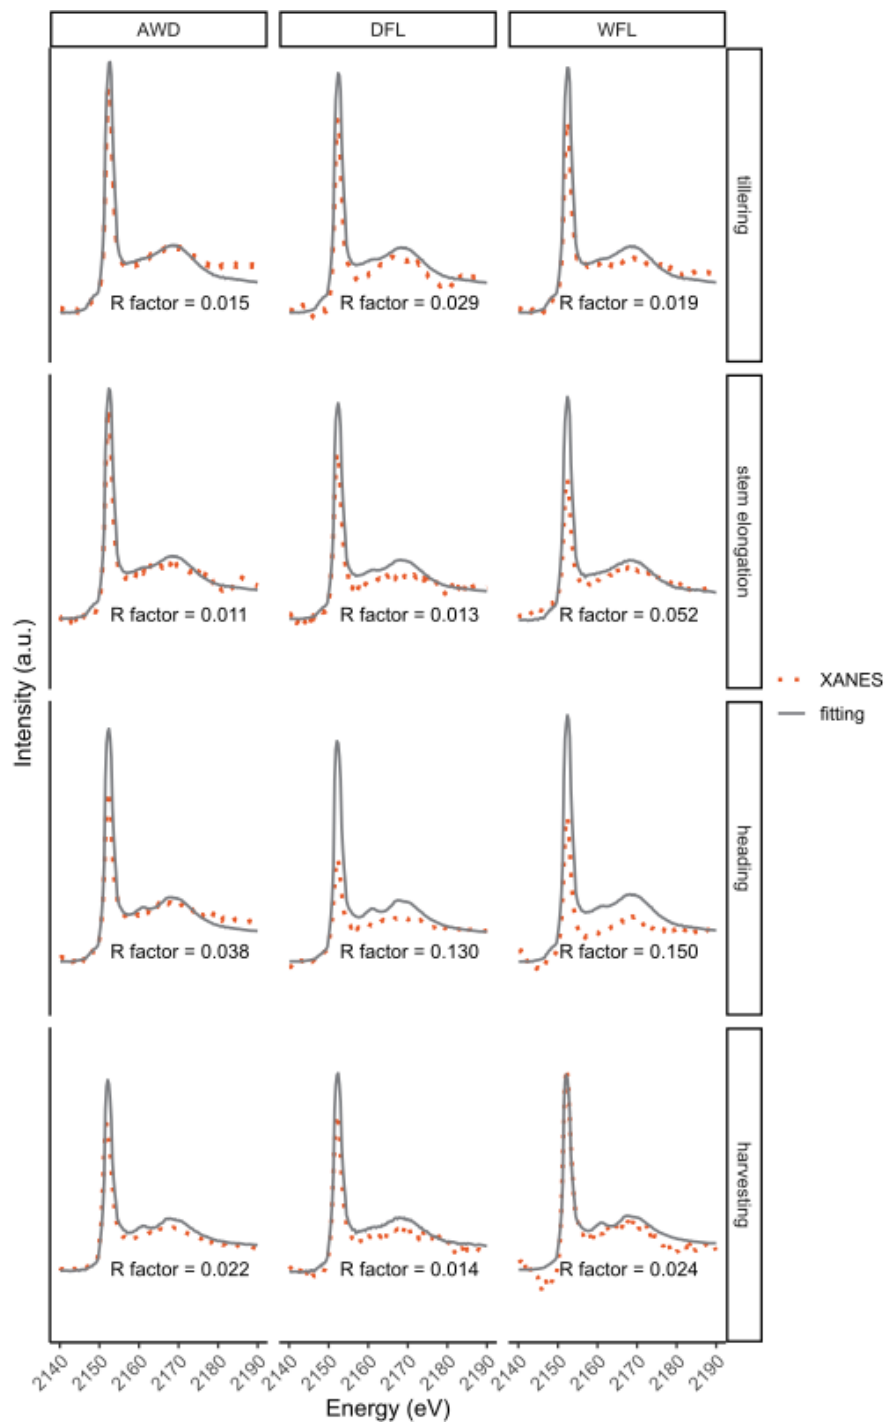 AWD DFL WFL
tillering
R factor = 0.015 R factor = 0.029 R factor = 0.019
stem elongation
R factor = 0.011 R factor = 0.013 R factor = 0.052
Intensity (a.u.)
XANES
fitting
heading
R factor = 0.038 R factor = 0.130 R factor = 0.150
harvesting
R factor = 0.022 R factor = 0.014 R factor = 0.024
2140 2150 2160 2170 2180 2190 2140 2150 2160 2170 2180 2190 2140 2150 2160 2170 2180 2190
Energy (eV)